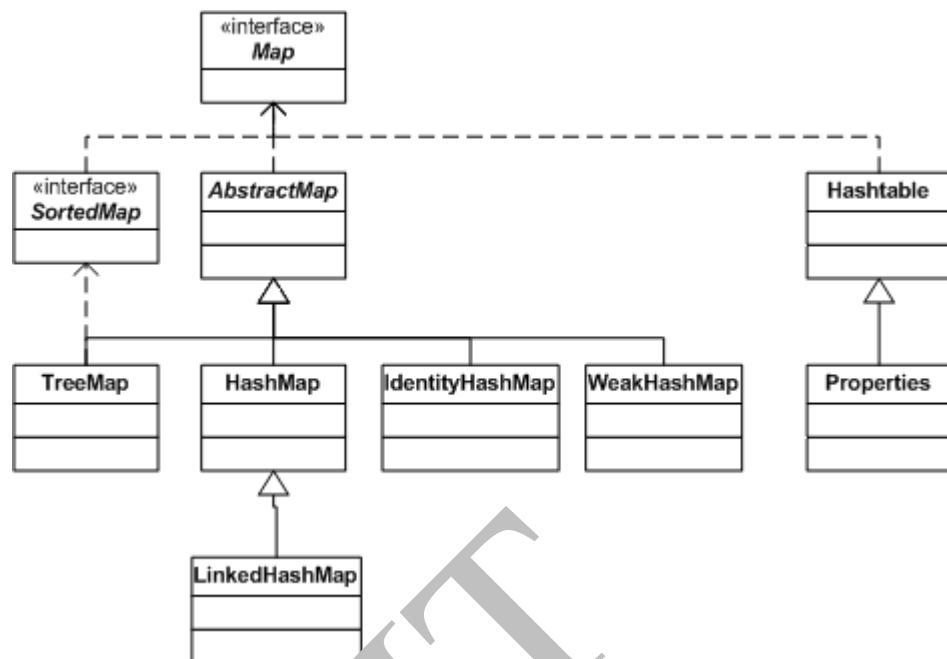 «interface»
Map
«interface»
SortedMap
AbstractMap
Hashtable
TreeMap
HashMap
IdentityHashMap
WeakHashMap
Properties
LinkedHashMap